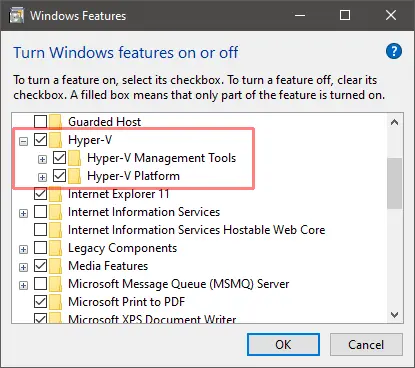 Windows Features
Turn Windows features on or off
?
To turn a feature on, select its checkbox. To turn a feature off, clear its
checkbox. A filled box means that only part of the feature is turned on.
Guarded Host
Hyper-V
Hyper-V Management Tools
Hyper-V Platform
Internet Explorer 11
Internet Information Services
Internet Information Services Hostable Web Core
Legacy Components
Media Features
Microsoft Message Queue (MSMQ) Server
Microsoft Print to PDF
Microsoft XPS Document Writer
OK
Cancel